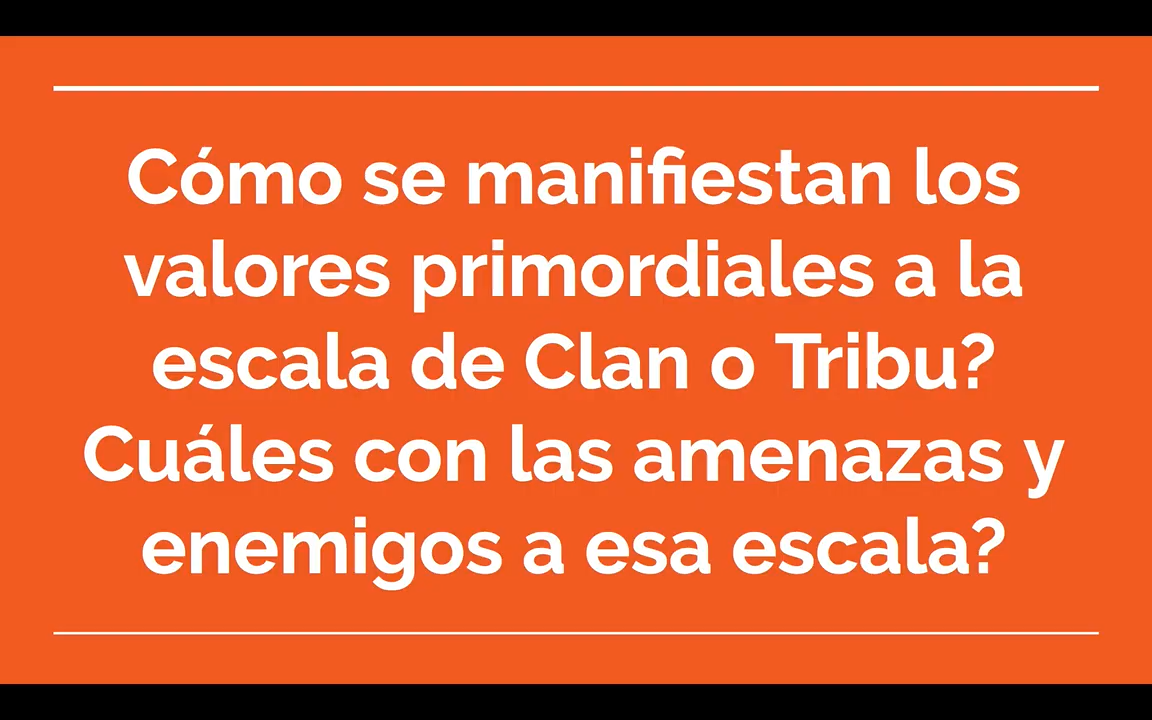 Cómo se manifiestan los
valores primordiales a la
escala de Clan o Tribu?
Cuáles con las amenazas y
enemigos a esa escala?